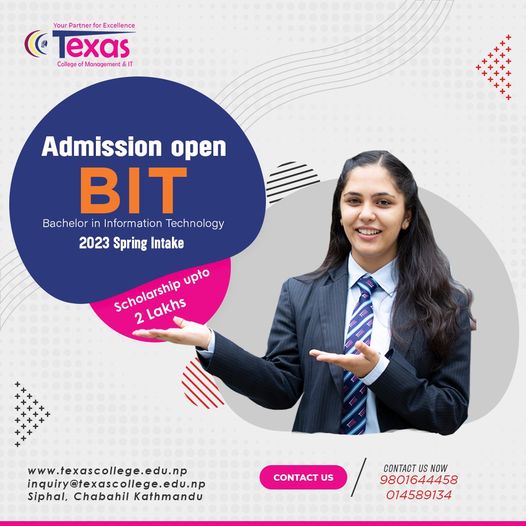 Your Partner for Excellence
Texas
College of Management & IT
Admission open
BIT
Bachelor in Information Technology
2023 Spring Intake
Scholarship upto
2 Lakhs
www.texascollege.edu.np
inquiry@texascollege.edu.np
Siphal, Chabahil Kathmandu
CONTACT US
CONTACT US NOW
9801644458
014589134